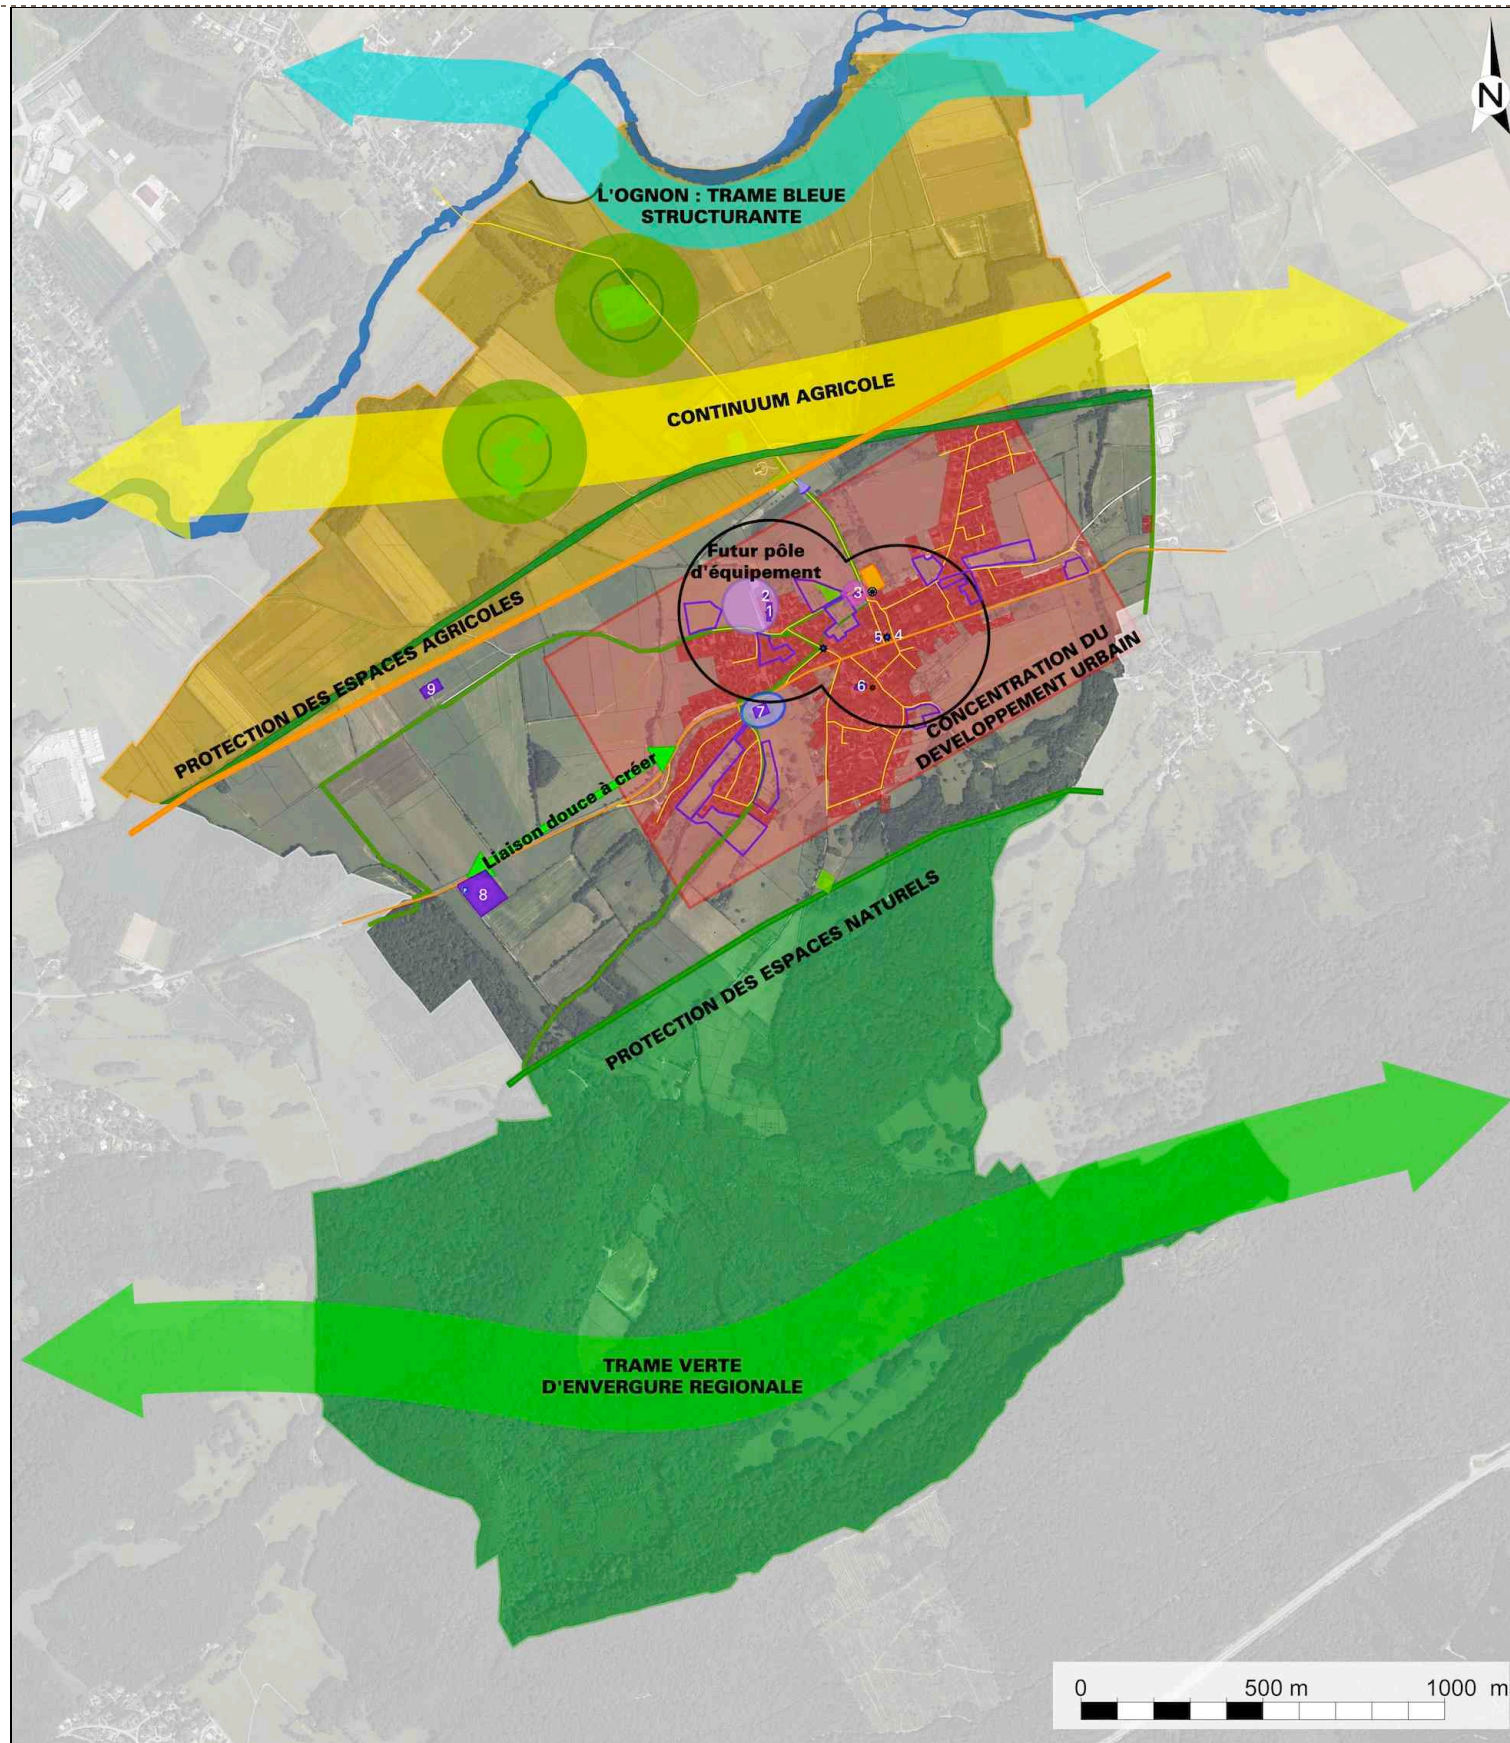 N
L'OGNON : TRAME BLEUE
STRUCTURANTE
CONTINUUM AGRICOLE
Futur pôle
d'équipement
2
1
3
5
4
6
7
8
9
PROTECTION DES ESPACES AGRICOLES
CONCENTRATION DU
DEVELOPPEMENT URBAIN
Liaison douce à créer
PROTECTION DES ESPACES NATURELS
TRAME VERTE
D'ENVERGURE REGIONALE
0 500 m 1000 m